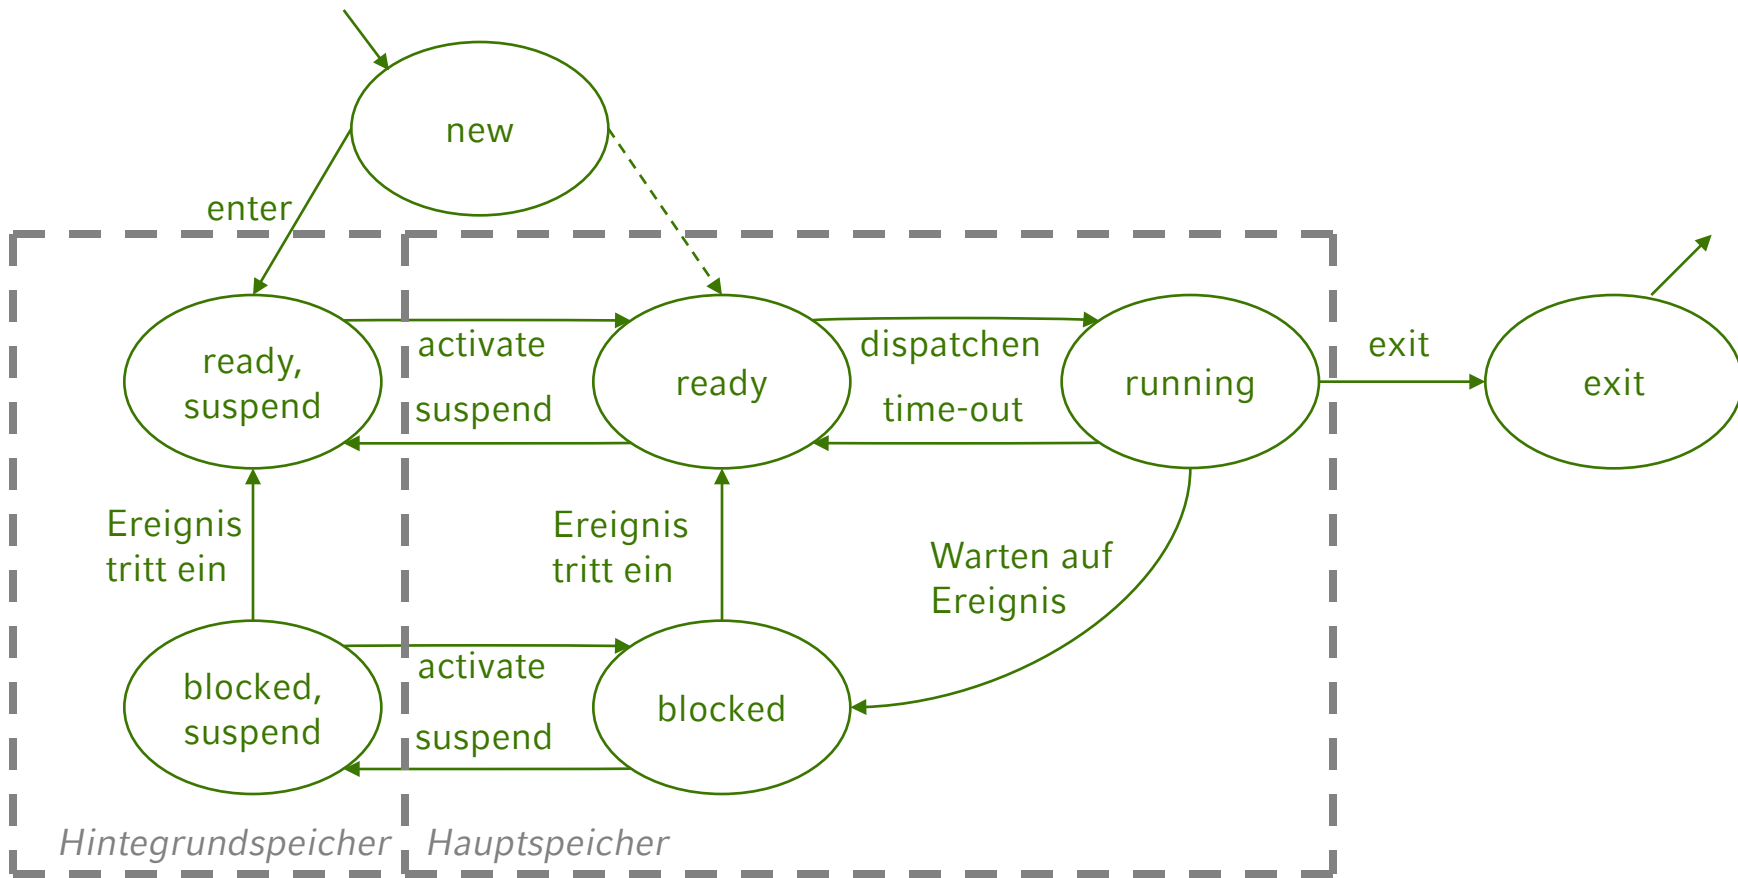 new
enter
ready,
suspend
activate
suspend
ready
dispatchen
time-out
running
exit
exit
Ereignis
tritt ein
Ereignis
tritt ein
Warten auf
Ereignis
blocked,
suspend
activate
suspend
blocked
Hintegrundspeicher
Hauptspeicher